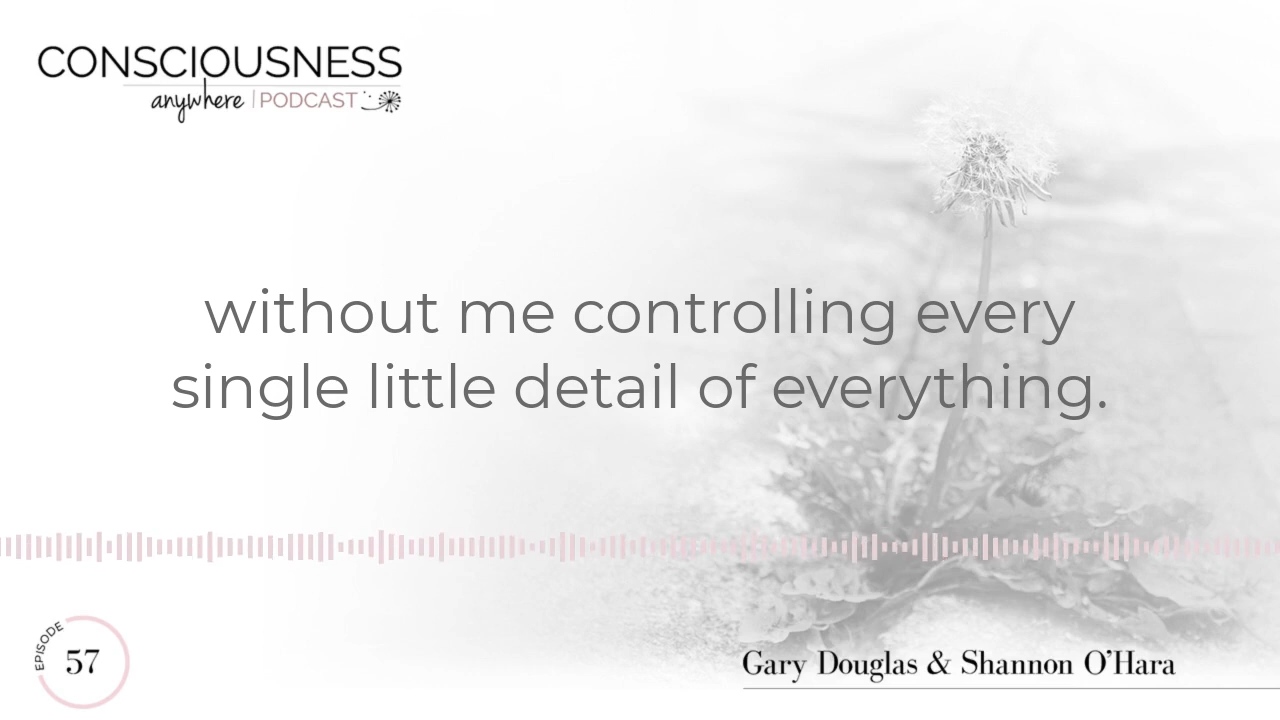 CONSCIOUSNESS
anywhere | PODCAST
without me controlling every
single little detail of everything.
EPISODE
57
Gary Douglas & Shannon O'Hara